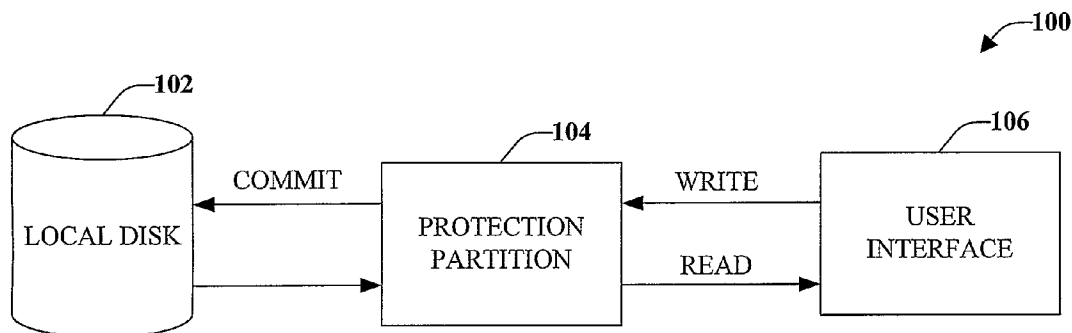 100
102
104
106
COMMIT
WRITE
LOCAL DISK
PROTECTION
PARTITION
USER
INTERFACE
READ